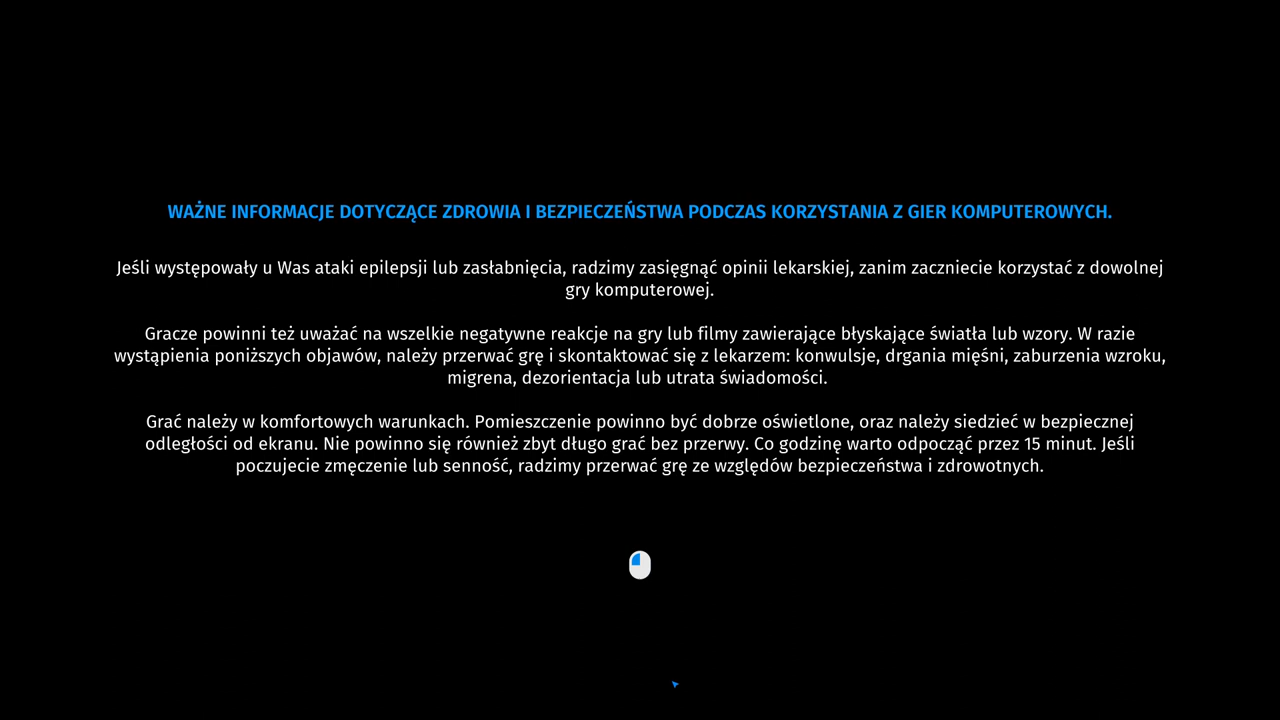 WAŻNE INFORMACJE DOTYCZĄCE ZDROWIA I BEZPIECZEŃSTWA PODCZAS KORZYSTANIA Z GIER KOMPUTEROWYCH.
Jeśli występowały u Was ataki epilepsji lub zasłabnięcia, radzimy zasięgnąć opinii lekarskiej, zanim zaczniecie korzystać z dowolnej
gry komputerowej.
Gracze powinni też uważać na wszelkie negatywne reakcje na gry lub filmy zawierające błyskające światła lub wzory. W razie
wystąpienia poniższych objawów, należy przerwać grę i skontaktować się z lekarzem: konwulsje, drgania mięśni, zaburzenia wzroku,
migrena, dezorientacja lub utrata świadomości.
Grać należy w komfortowych warunkach. Pomieszczenie powinno być dobrze oświetlone, oraz należy siedzieć w bezpiecznej
odległości od ekranu. Nie powinno się również zbyt długo grać bez przerwy. Co godzinę warto odpocząć przez 15 minut. Jeśli
poczujecie zmęczenie lub senność, radzimy przerwać grę ze względów bezpieczeństwa i zdrowotnych.